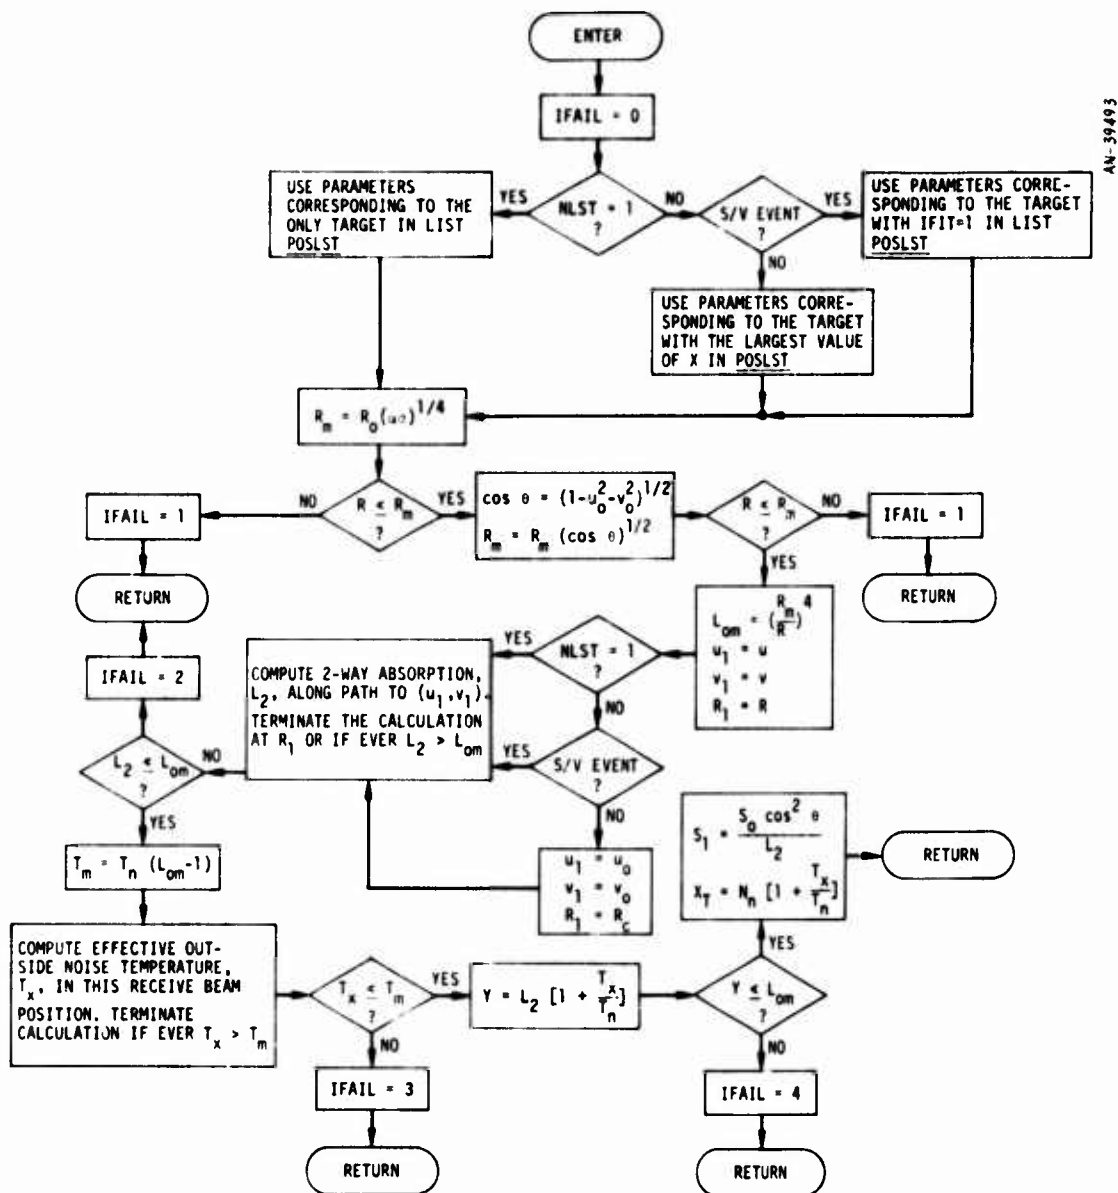 ENTER
AN-39493
IFAIL = 0
USE PARAMETERS
CORRESPONDING TO THE
ONLY TARGET IN LIST
POSLST
YES
NLST = 1
?
NO
S/V EVENT
?
YES
USE PARAMETERS CORRE-
SPONDING TO THE TARGET
WITH IFIT=1 IN LIST
POSLST
NO
USE PARAMETERS CORRE-
SPONDING TO THE TARGET
WITH THE LARGEST VALUE
OF X IN POSLST
R_m = R_o(ασ)^1/4
IFAIL = 1
NO
R ≤ R_m
?
YES
cos θ = (1-u_o^2-v_o^2)^1/2
R_m = R_m (cos θ)^1/2
R ≤ R_m
?
NO
IFAIL = 1
RETURN
YES
RETURN
L_om = (R_m/R)^4
u_1 = u
v_1 = v
R_1 = R
NLST = 1
?
YES
COMPUTE 2-WAY ABSORPTION,
L_2, ALONG PATH TO (u_1,v_1).
TERMINATE THE CALCULATION
AT R_1 OR IF EVER L_2 > L_om
IFAIL = 2
NO
S/V EVENT
?
YES
L_2 ≤ L_om
?
NO
NO
u_1 = u_o
v_1 = v_o
R_1 = R_c
YES
T_m = T_n (L_om-1)
S_1 = S_o cos^2 θ / L_2
X_T = N_n [1 + T_x/T_n]
RETURN
COMPUTE EFFECTIVE OUT-
SIDE NOISE TEMPERATURE,
T_x, IN THIS RECEIVE BEAM
POSITION. TERMINATE
CALCULATION IF EVER T_x > T_m
T_x ≤ T_m
?
YES
Y = L_2 [1 + T_x/T_n]
YES
Y ≤ L_om
?
NO
IFAIL = 3
NO
IFAIL = 4
RETURN
RETURN